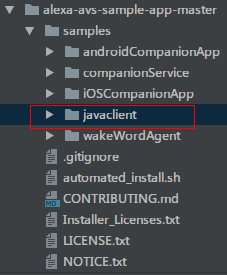 alexa-avs-sample-app-master
samples
androidCompanionApp
companionService
iOSCompanionApp
javaclient
wakeWordAgent
.gitignore
automated_install.sh
MD CONTRIBUTING.md
Installer_Licenses.txt
LICENSE.txt
NOTICE.txt